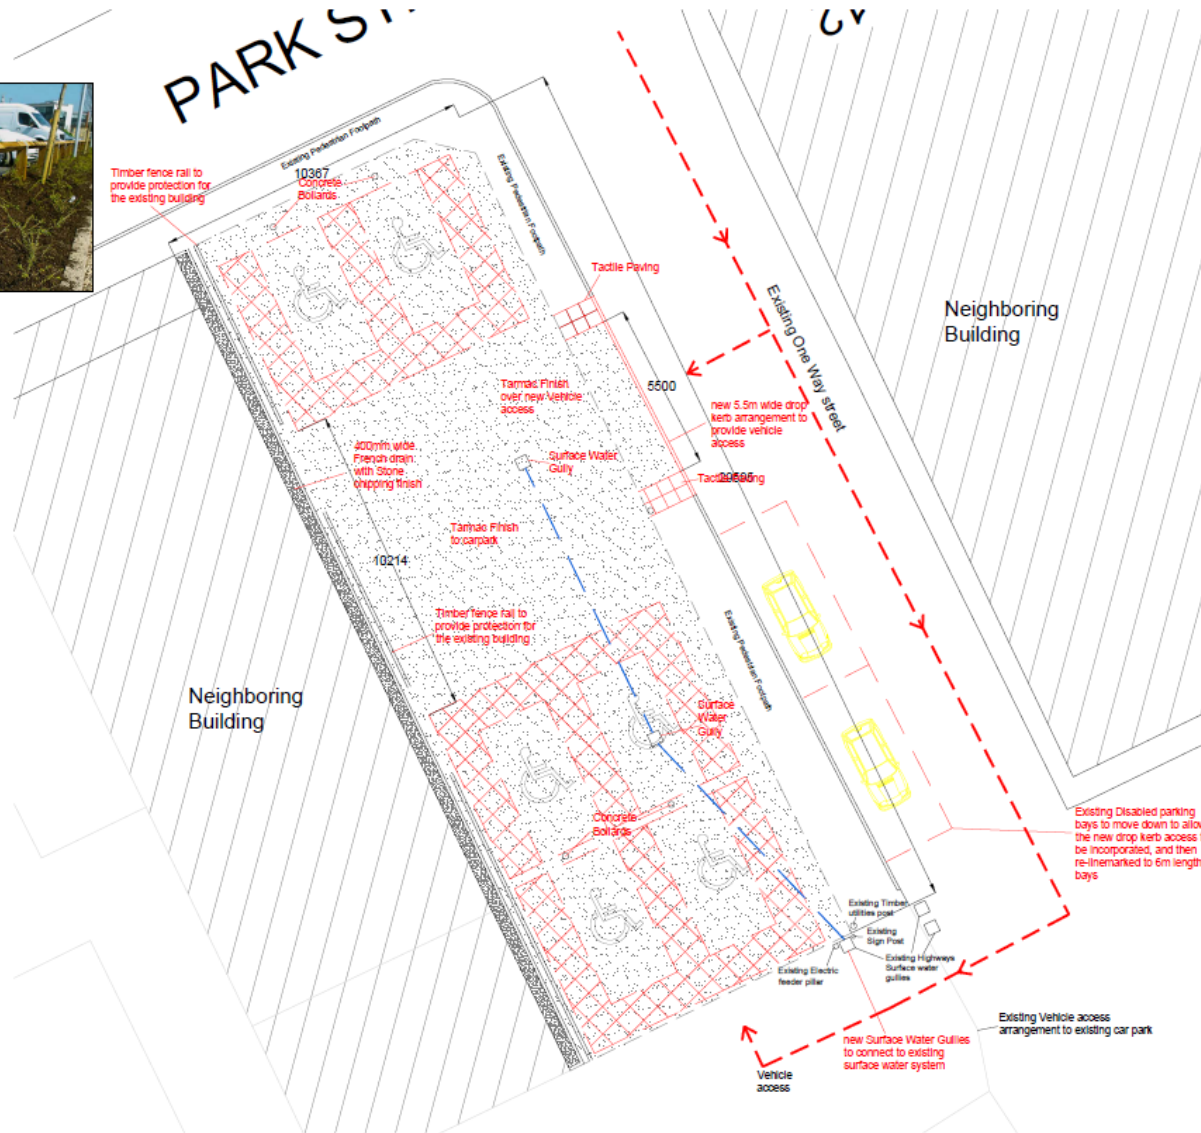 PARK ST
Existing Pedestrian Footpath
10367
Timber fence rail to
provide protection for
the existing building
Concrete
Bollards
Existing Pedestrian Footpath
Tactile Paving
Existing One Way street
Neighboring
Building
Tarmac Finish
over new Vehicle
access
5500
new 5.5m wide drop
kerb arrangement to
provide vehicle
access
400mm wide
French drain
with Stone
chipping finish
Surface Water
Gully
Tactile Paving
Tarmac Finish
to carpark
10214
Timber fence rail to
provide protection for
the existing building
Existing Pedestrian Footpath
Neighboring
Building
Surface
Water
Gully
Concrete
Bollards
Existing Disabled parking
bays to move down to allow
the new drop kerb access
be incorporated, and then
re-linemarked to 6m length
bays
Existing Timber
utilities post
Existing
Sign Post
Existing Highways
Surface water
gullies
Existing Electric
feeder pillar
Existing Vehicle access
arrangement to existing car park
new Surface Water Gullies
to connect to existing
surface water system
Vehicle
access